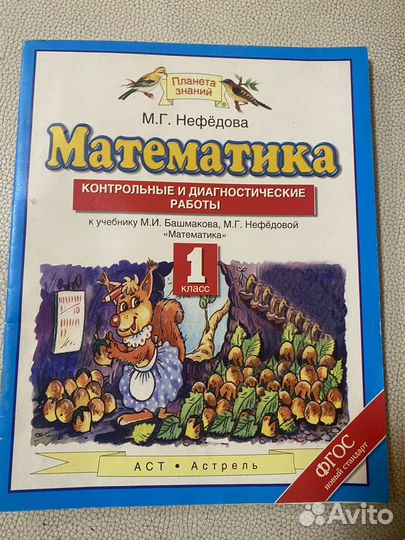 Планета
знаний
М.Г. Нефёдова
Математика
КОНТРОЛЬНЫЕ И ДИАГНОСТИЧЕСКИЕ
РАБОТЫ
к учебнику М.И. Башмакова, М.Г. Нефёдовой
«Математика»
1
класс
ФГОС
новый стандарт
АСТ • Астрель
Avito